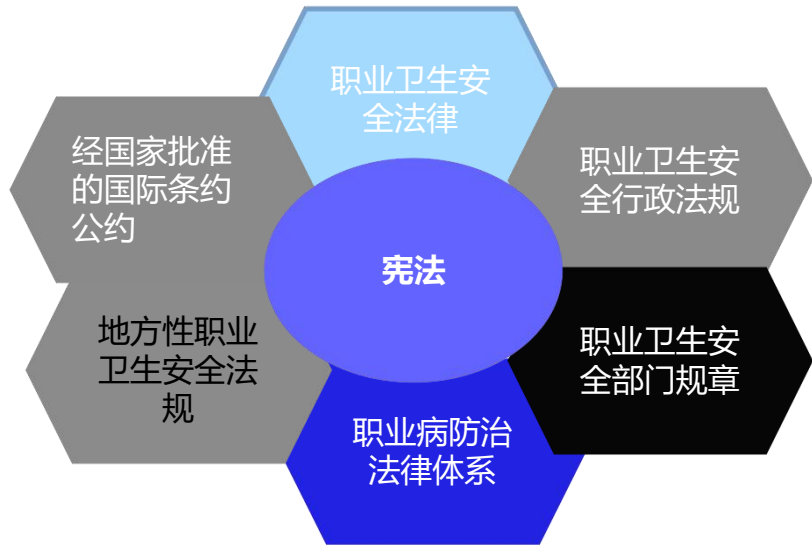 职业卫生安
全法律
经国家批准
的国际条约
公约
职业卫生安
全行政法规
宪法
地方性职业
卫生安全法
规
职业卫生安
全部门规章
职业病防治
法律体系